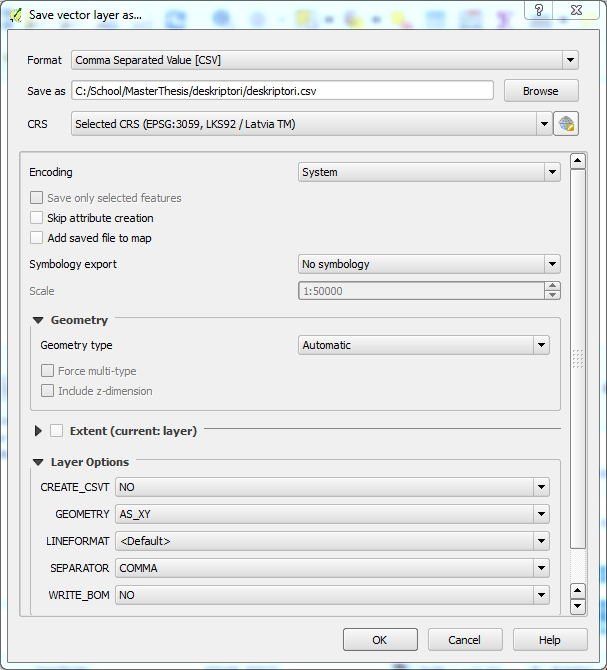 Save vector layer as...
?
Format Comma Separated Value [CSV]
Save as C:/School/MasterThesis/deskriptori/deskriptori.csv Browse
CRS Selected CRS (EPSG:3059, LKS92 / Latvia TM)
Encoding System
Save only selected features
Skip attribute creation
Add saved file to map
Symbology export No symbology
Scale 1:50000
Geometry
Geometry type Automatic
Force multi-type
Include z-dimension
Extent (current: layer)
Layer Options
CREATE_CSVT NO
GEOMETRY AS_XY
LINEFORMAT <Default>
SEPARATOR COMMA
WRITE_BOM NO
OK Cancel Help